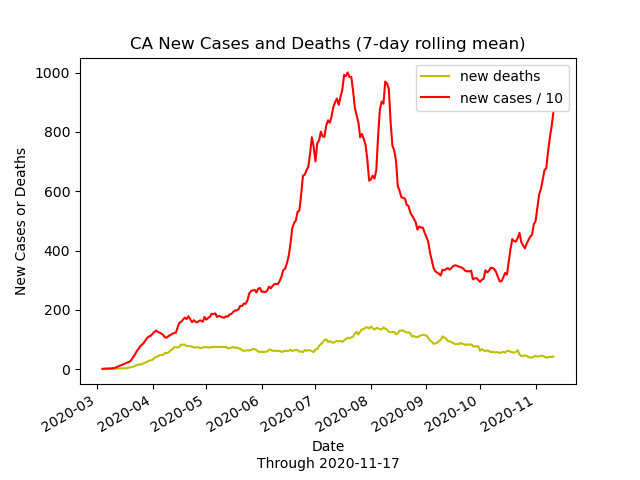 CA New Cases and Deaths (7-day rolling mean)
new deaths
new cases / 10
New Cases or Deaths
1000
800
600
400
200
0
2020-03
2020-04
2020-05
2020-06
2020-07
2020-08
2020-09
2020-10
2020-11
Date
Through 2020-11-17